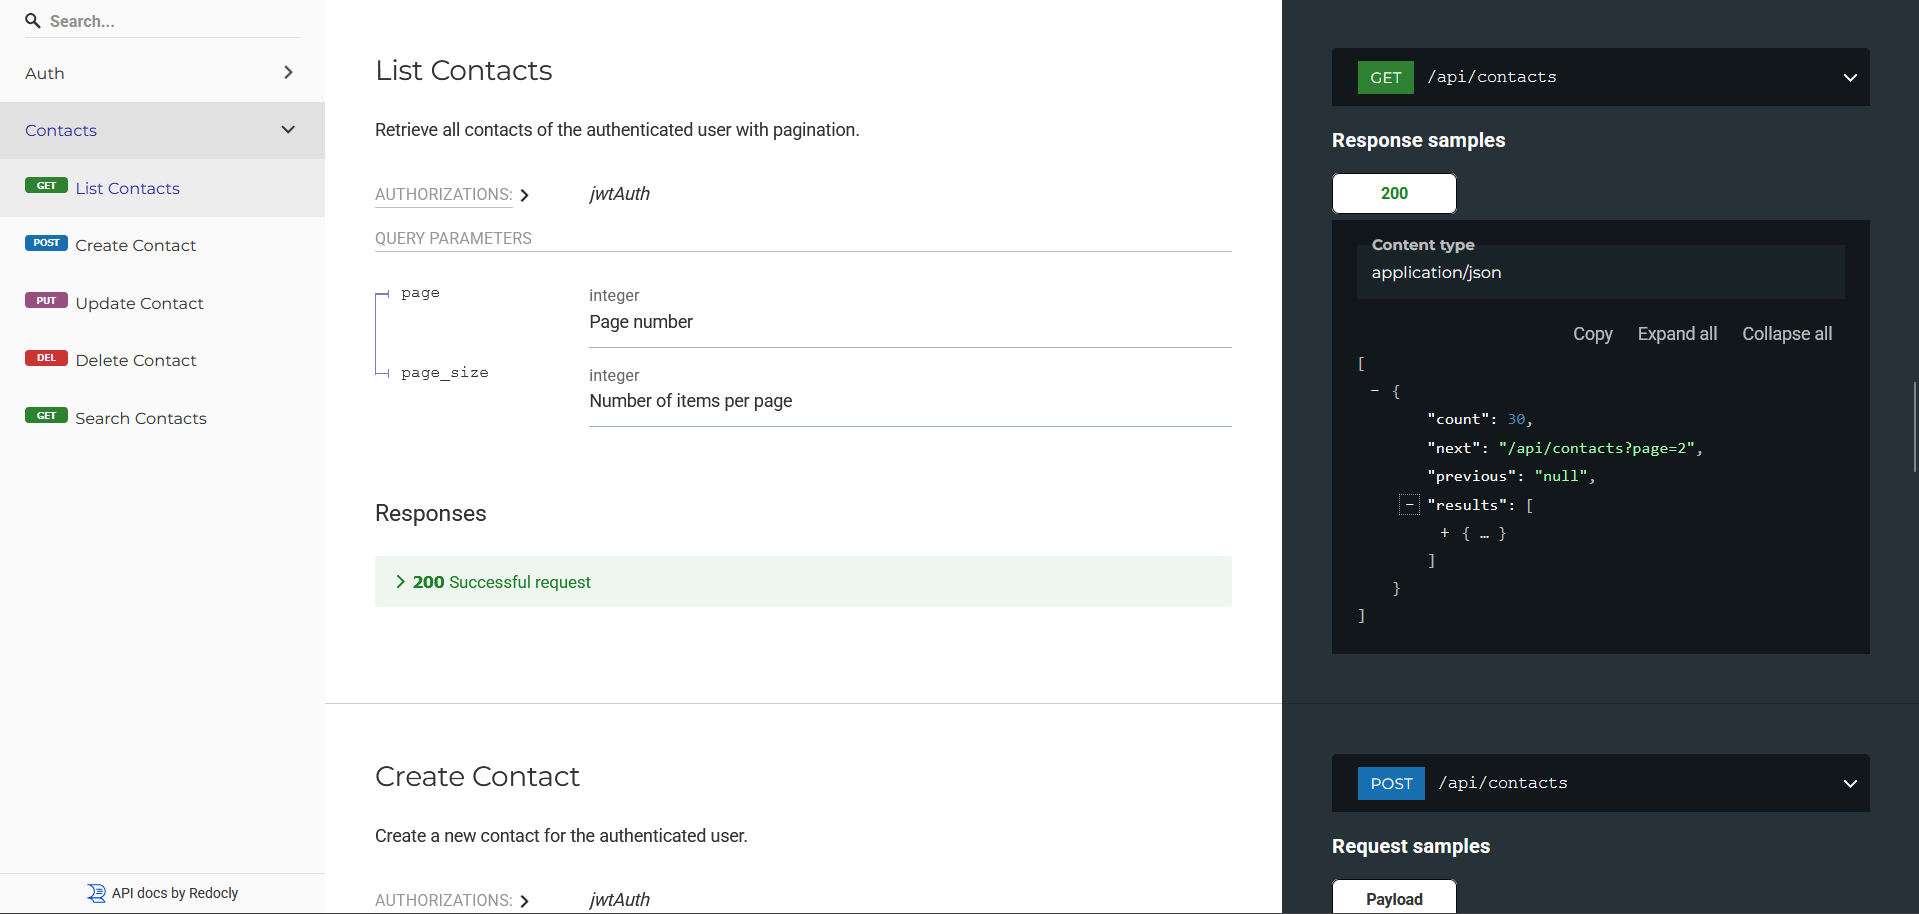 Search...
Auth
Contacts
GET List Contacts
POST Create Contact
PUT Update Contact
DEL Delete Contact
GET Search Contacts
API docs by Redocly
List Contacts
Retrieve all contacts of the authenticated user with pagination.
AUTHORIZATIONS: jwtAuth
QUERY PARAMETERS
page integer
Page number
page_size integer
Number of items per page
Responses
200 Successful request
Create Contact
Create a new contact for the authenticated user.
AUTHORIZATIONS: jwtAuth
GET /api/contacts
Response samples
200
Content type
application/json
Copy Expand all Collapse all
[
- {
"count": 30,
"next": "/api/contacts?page=2",
"previous": "null",
- "results": [
+ { … }
]
}
]
POST /api/contacts
Request samples
Payload